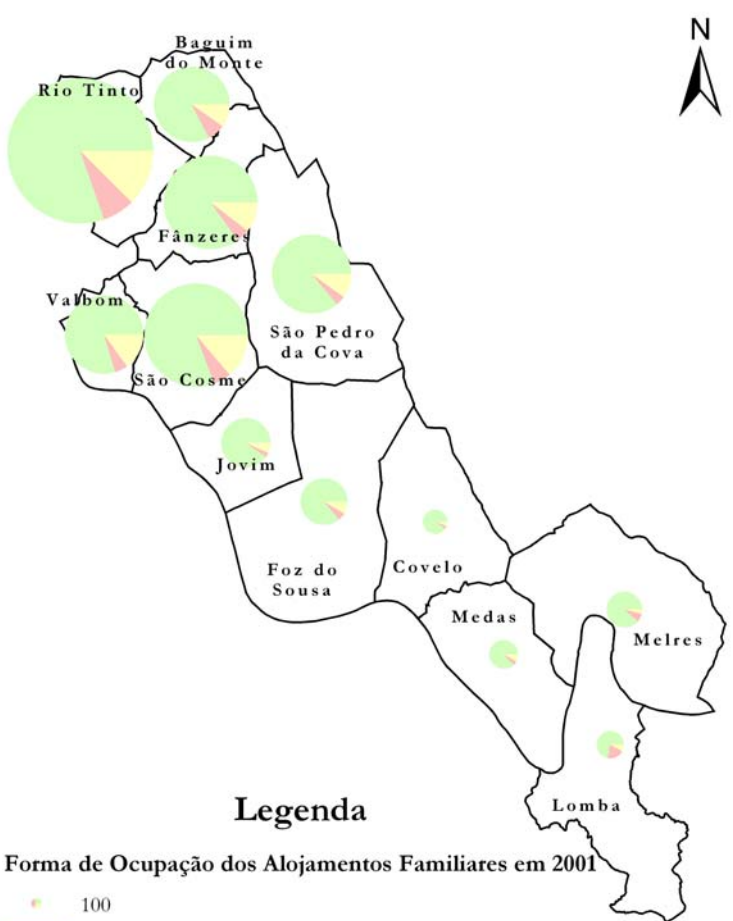 N
Baguim
do Monte
Rio Tinto
Fânzeres
Valbom
São Pedro
da Cova
São Cosme
Jovim
Foz do
Sousa
Covelo
Medas
Melres
Lomba
Legenda
Forma de Ocupação dos Alojamentos Familiares em 2001
100